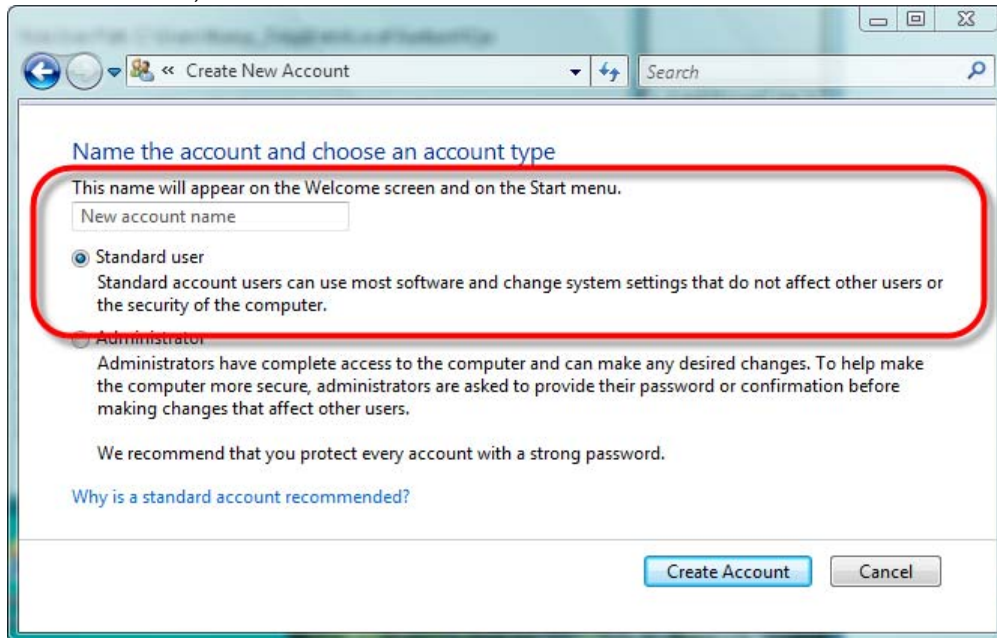 « Create New Account
Search
Name the account and choose an account type
This name will appear on the Welcome screen and on the Start menu.
New account name
Standard user
Standard account users can use most software and change system settings that do not affect other users or
the security of the computer.
Administrator
Administrators have complete access to the computer and can make any desired changes. To help make
the computer more secure, administrators are asked to provide their password or confirmation before
making changes that affect other users.
We recommend that you protect every account with a strong password.
Why is a standard account recommended?
Create Account
Cancel